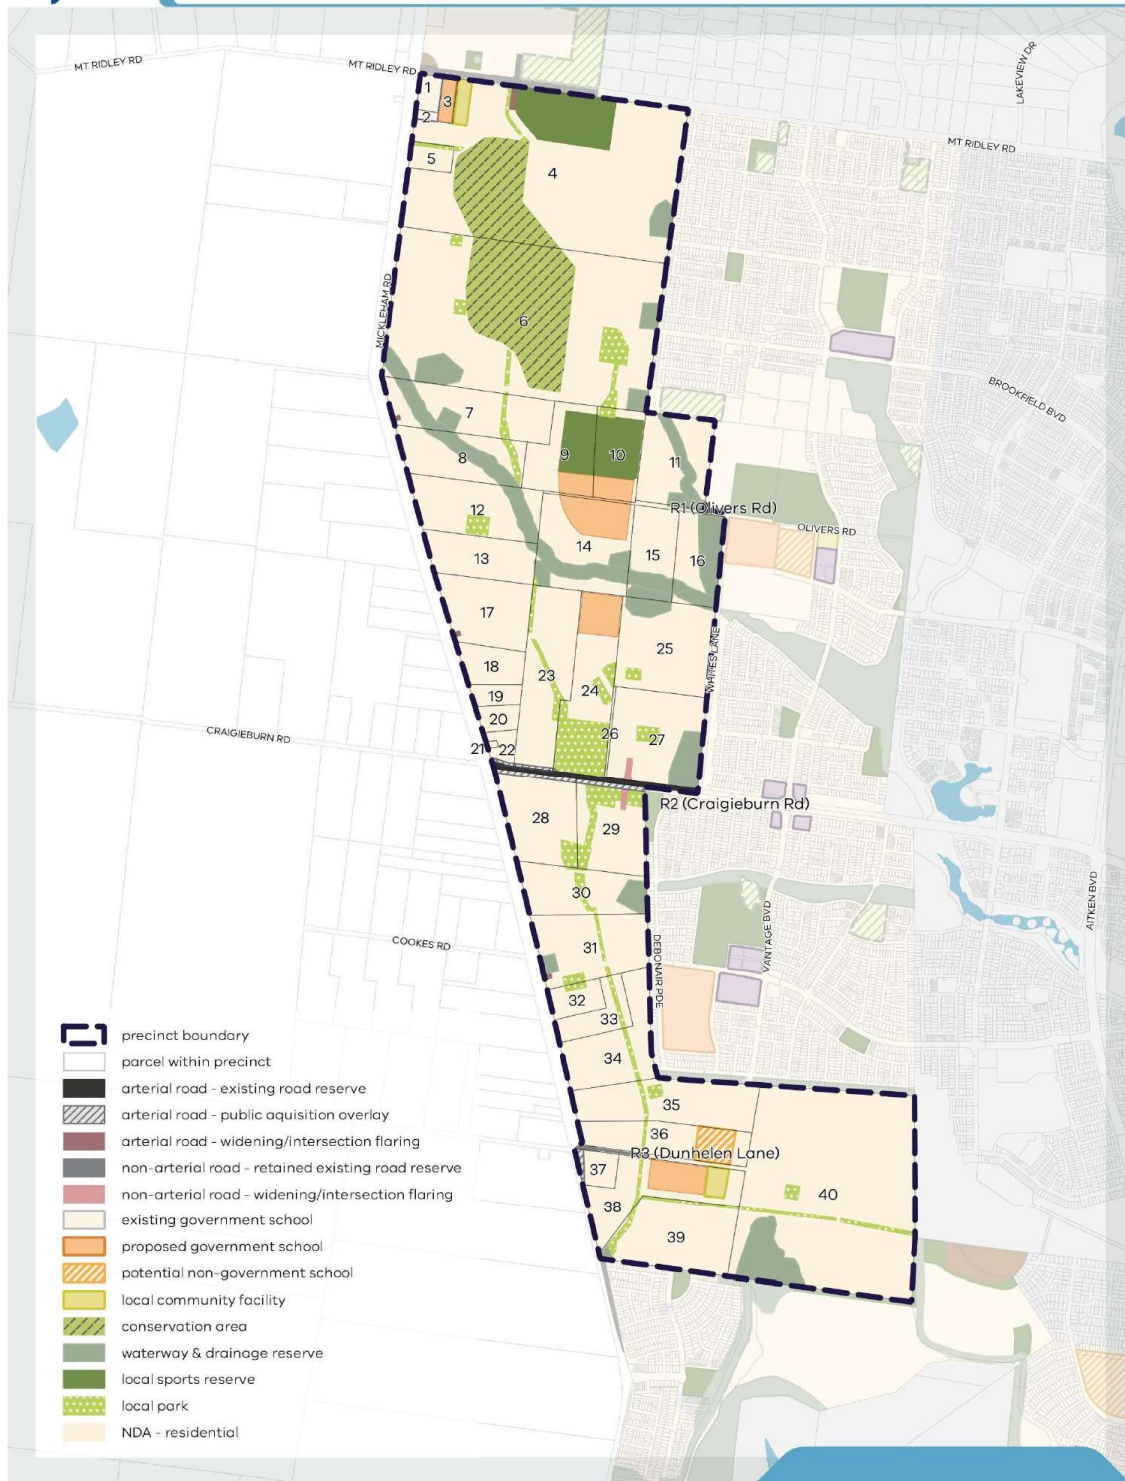 MT RIDLEY RD
MT RIDLEY RD
LAKEVIEW DR
MT RIDLEY RD
1
2
3
4
5
MICKLEHAM RD
6
BROOKFIELD BVD
7
8
9
10
11
R1 (Olivers Rd)
OLIVERS RD
12
13
14
15
16
17
18
19
20
21
22
23
24
25
WHITES LANE
26
27
CRAIGIEBURN RD
R2 (Craigieburn Rd)
28
29
30
AITKEN BVD
VANTAGE BVD
COOKES RD
DEBONAIR PDE
31
32
33
34
35
36
R3 (Dunhelen Lane)
37
38
39
40
precinct boundary
parcel within precinct
arterial road - existing road reserve
arterial road - public aquisition overlay
arterial road - widening/intersection flaring
non-arterial road - retained existing road reserve
non-arterial road - widening/intersection flaring
existing government school
proposed government school
potential non-government school
local community facility
conservation area
waterway & drainage reserve
local sports reserve
local park
NDA - residential